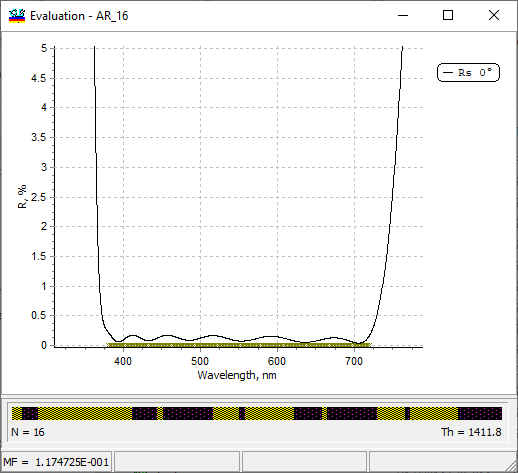 Evaluation - AR_16
5
4.5
4
3.5
3
2.5
2
1.5
1
0.5
0
R, %
400
500
600
700
Wavelength, nm
Rs 0°
N = 16
Th = 1411.8
MF = 1.174725E-001